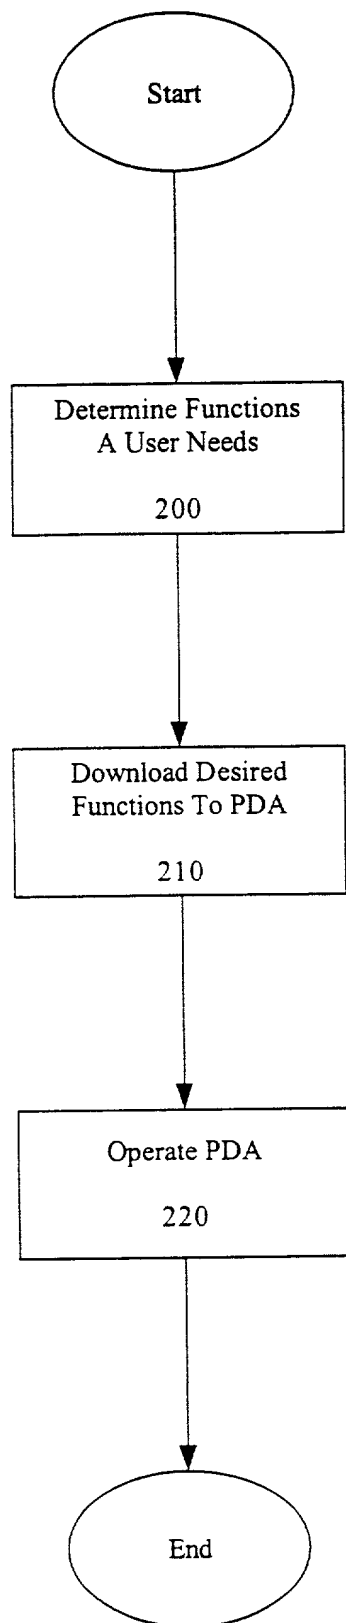 Start
Determine Functions
A User Needs
200
Download Desired
Functions To PDA
210
Operate PDA
220
End